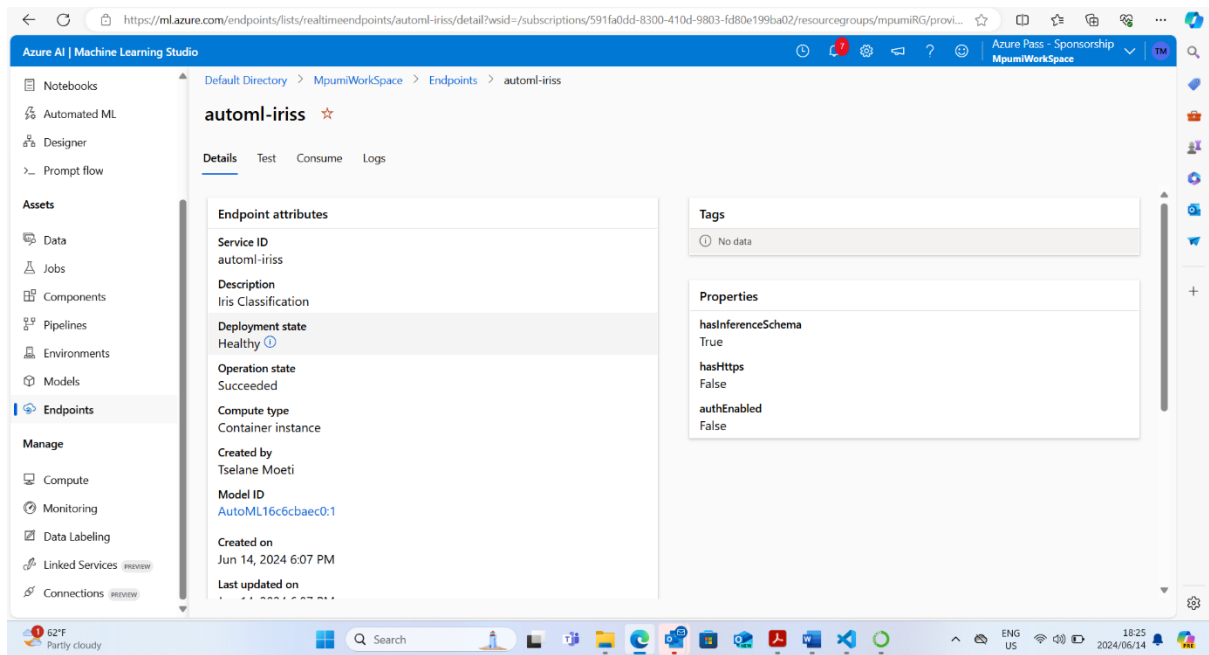 https://ml.azure.com/endpoints/lists/realtimeendpoints/automl-iriss/detail?wsid=/subscriptions/591fa0dd-8300-410d-9803-fd80e199ba02/resourcegroups/mpumiRG/provi...
Azure AI | Machine Learning Studio
7
Azure Pass - Sponsorship
MpumiWorkSpace
TM
Notebooks
Automated ML
Designer
Prompt flow
Assets
Data
Jobs
Components
Pipelines
Environments
Models
Endpoints
Manage
Compute
Monitoring
Data Labeling
Linked Services PREVIEW
Connections PREVIEW
Default Directory > MpumiWorkSpace > Endpoints > automl-iriss
automl-iriss
Details Test Consume Logs
Endpoint attributes
Service ID
automl-iriss
Description
Iris Classification
Deployment state
Healthy
Operation state
Succeeded
Compute type
Container instance
Created by
Tselane Moeti
Model ID
AutoML16c6cbaec0:1
Created on
Jun 14, 2024 6:07 PM
Last updated on
Tags
No data
Properties
hasInferenceSchema
True
hasHttps
False
authEnabled
False
1
62°F
Partly cloudy
Search
ENG
US
18:25
2024/06/14